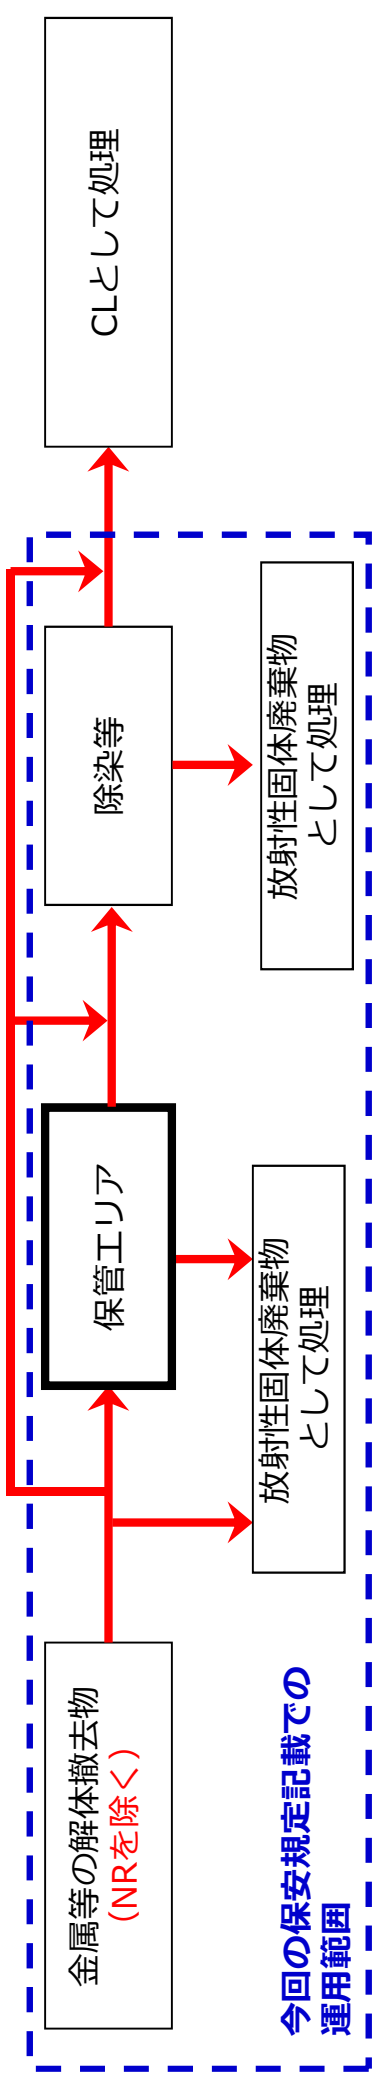 金属等の解体撤去物
(NRを除く)
保管エリア
除染等
CLとして処理
放射性固体廃棄物
として処理
放射性固体廃棄物
として処理
今回の保安規定記載での
運用範囲